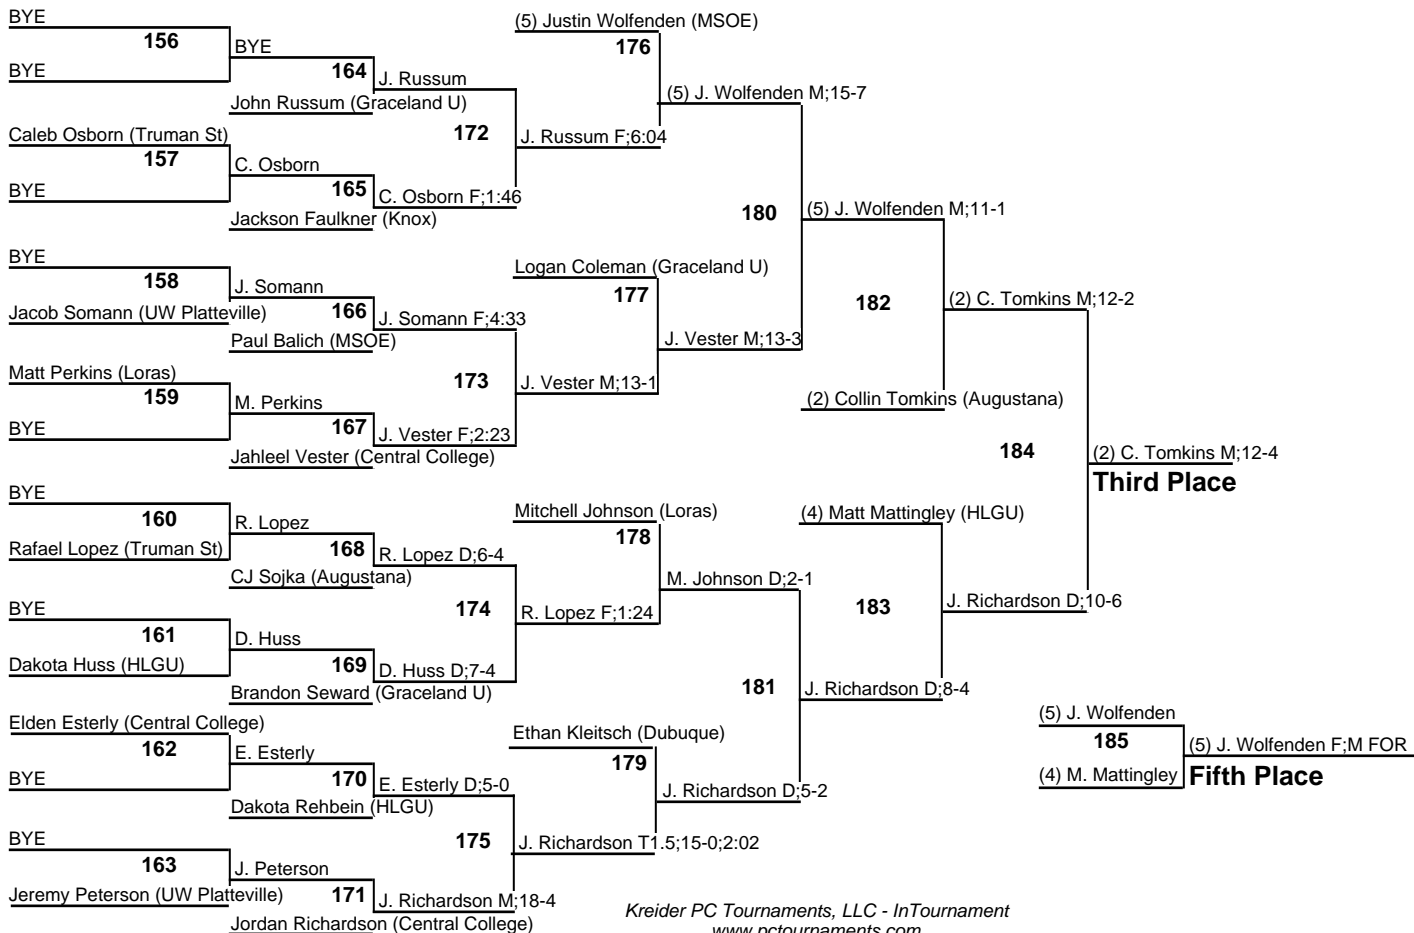 BYE
156
BYE
BYE
164
J. Russum
John Russum (Graceland U)
Caleb Osborn (Truman St)
157
C. Osborn
BYE
165
C. Osborn F;1:46
Jackson Faulkner (Knox)
172
J. Russum F;6:04
(5) Justin Wolfenden (MSOE)
176
(5) J. Wolfenden M;15-7
BYE
158
J. Somann
Jacob Somann (UW Platteville)
166
J. Somann F;4:33
Paul Balich (MSOE)
Matt Perkins (Loras)
159
M. Perkins
BYE
167
J. Vester F;2:23
Jahleel Vester (Central College)
173
J. Vester M;13-1
Logan Coleman (Graceland U)
177
J. Vester M;13-3
180
(5) J. Wolfenden M;11-1
182
(2) C. Tomkins M;12-2
(2) Collin Tomkins (Augustana)
184
(2) C. Tomkins M;12-4
Third Place
BYE
160
R. Lopez
Rafael Lopez (Truman St)
168
R. Lopez D;6-4
CJ Sojka (Augustana)
BYE
161
D. Huss
Dakota Huss (HLGU)
169
D. Huss D;7-4
Brandon Seward (Graceland U)
174
R. Lopez F;1:24
Mitchell Johnson (Loras)
178
M. Johnson D;2-1
Elden Esterly (Central College)
162
E. Esterly
BYE
170
E. Esterly D;5-0
Dakota Rehbein (HLGU)
BYE
163
J. Peterson
Jeremy Peterson (UW Platteville)
171
J. Richardson M;18-4
Jordan Richardson (Central College)
175
J. Richardson T1.5;15-0;2:02
Ethan Kleitsch (Dubuque)
179
J. Richardson D;5-2
181
J. Richardson D;8-4
(4) Matt Mattingley (HLGU)
183
J. Richardson D;10-6
(5) J. Wolfenden
185
(4) M. Mattingley
(5) J. Wolfenden F;M FOR
Fifth Place
Kreider PC Tournaments, LLC - InTournament
www.pctournaments.com